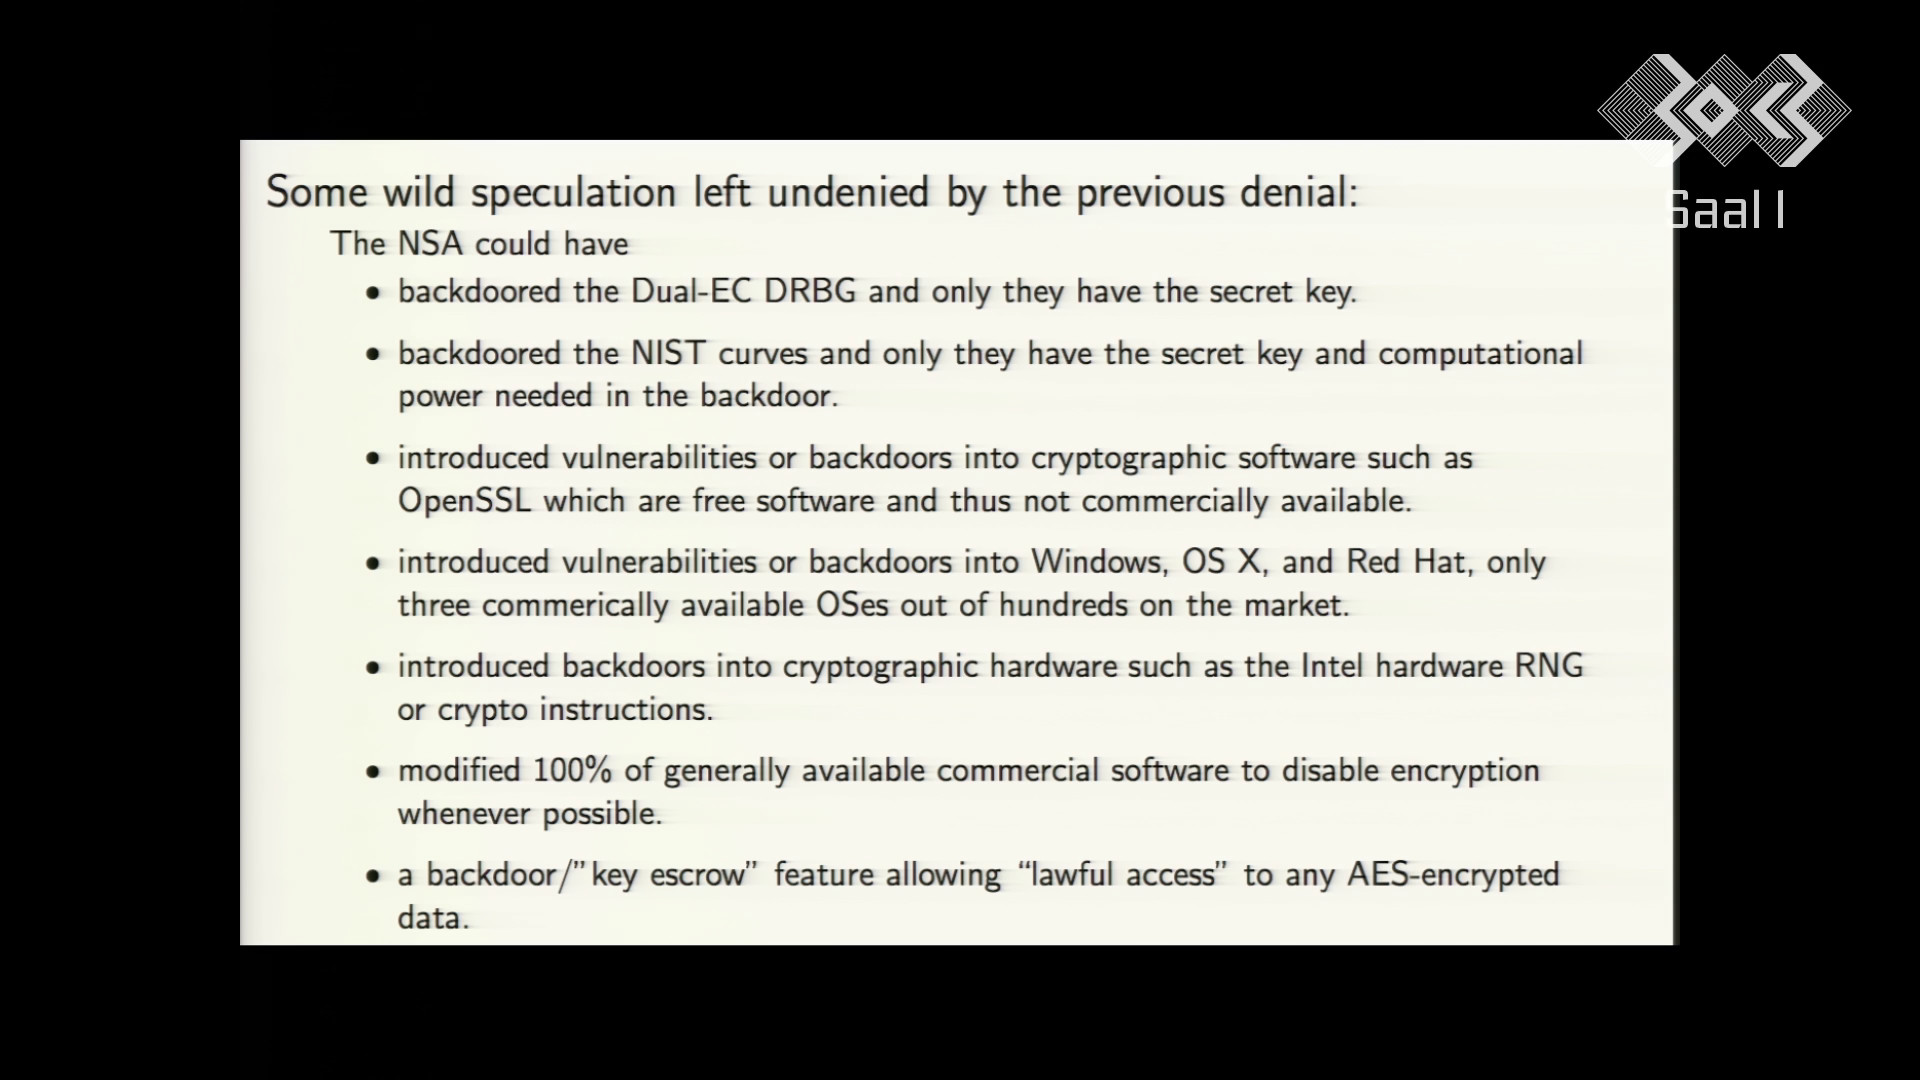 Some wild speculation left undenied by the previous denial:
The NSA could have
• backdoored the Dual-EC DRBG and only they have the secret key.
• backdoored the NIST curves and only they have the secret key and computational
power needed in the backdoor.
• introduced vulnerabilities or backdoors into cryptographic software such as
OpenSSL which are free software and thus not commercially available.
• introduced vulnerabilities or backdoors into Windows, OS X, and Red Hat, only
three commerically available OSes out of hundreds on the market.
• introduced backdoors into cryptographic hardware such as the Intel hardware RNG
or crypto instructions.
• modified 100% of generally available commercial software to disable encryption
whenever possible.
• a backdoor/”key escrow” feature allowing “lawful access” to any AES-encrypted
data.
30C3
Saal 1